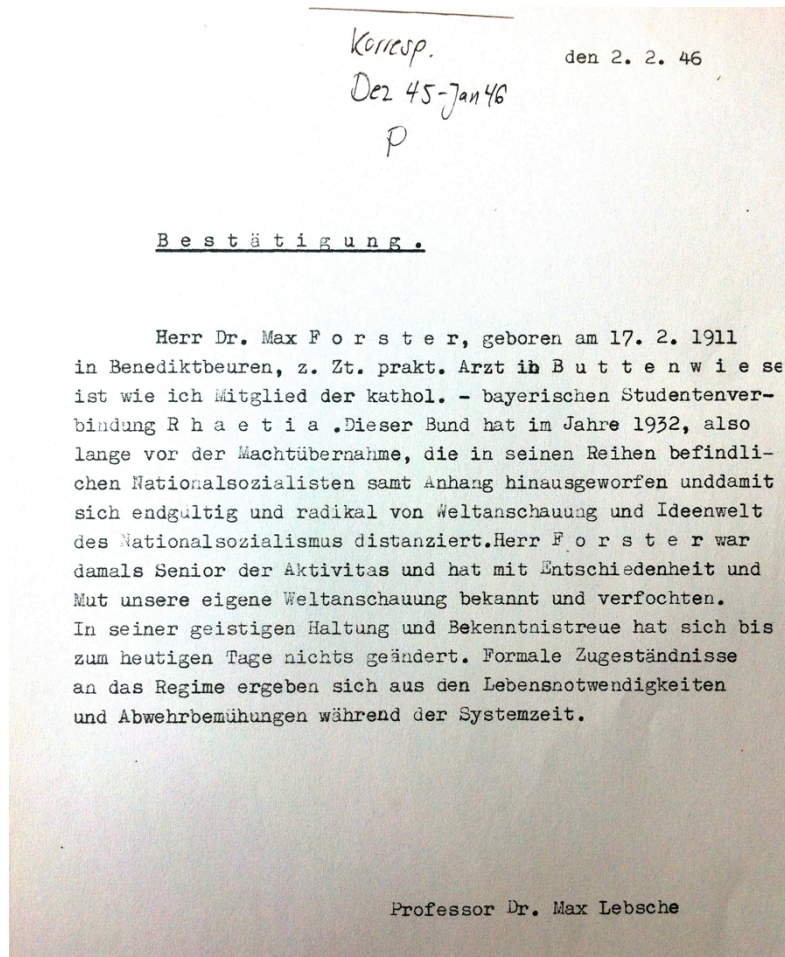 Korresp.
den 2. 2. 46
Dez 45-Jan 46
P
B e s t ä t i g u n g .
Herr Dr. Max F o r s t e r, geboren am 17. 2. 1911
in Benediktbeuren, z. Zt. prakt. Arzt in B u t t e n w i e se
ist wie ich Mitglied der kathol. - bayerischen Studentenver-
bindung R h a e t i a .Dieser Bund hat im Jahre 1932, also
lange vor der Machtübernahme, die in seinen Reihen befindli-
chen Nationalsozialisten samt Anhang hinausgeworfen unddamit
sich endgültig und radikal von Weltanschauung und Ideenwelt
des Nationalsozialismus distanziert.Herr F o r s t e r war
damals Senior der Aktivitas und hat mit Entschiedenheit und
Mut unsere eigene Weltanschauung bekannt und verfochten.
In seiner geistigen Haltung und Bekenntnistreue hat sich bis
zum heutigen Tage nichts geändert. Formale Zugeständnisse
an das Regime ergeben sich aus den Lebensnotwendigkeiten
und Abwehrbemühungen während der Systemzeit.
Professor Dr. Max Lebsche